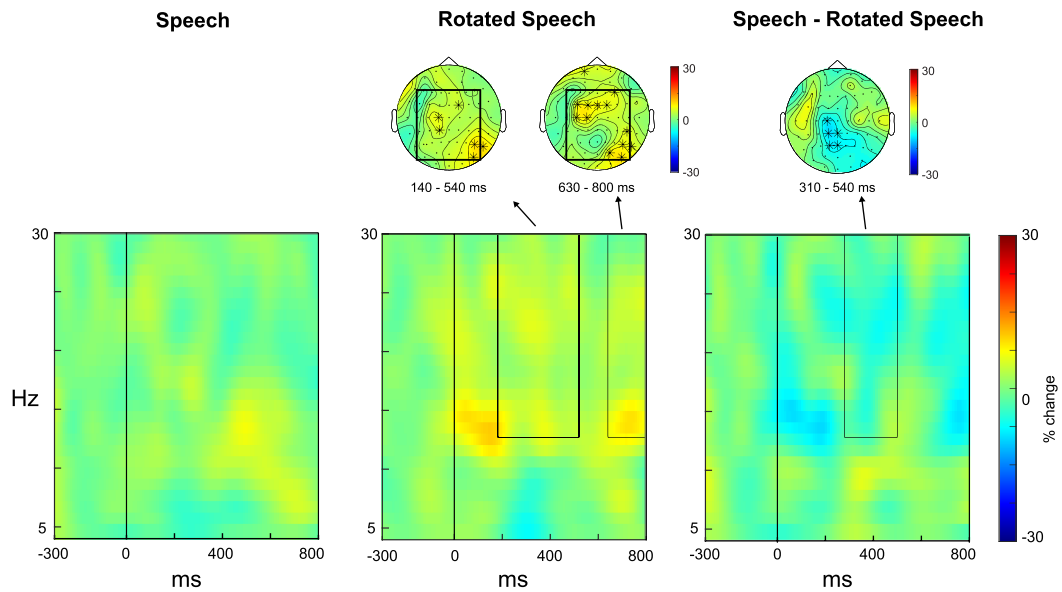 Speech
Rotated Speech
Speech - Rotated Speech
30
0
-30
30
0
-30
140 - 540 ms
630 - 800 ms
310 - 540 ms
30
30
30
30
Hz
0
% change
5
5
5
-30
-300 0 400 800
-300 0 400 800
-300 0 400 800
ms
ms
ms